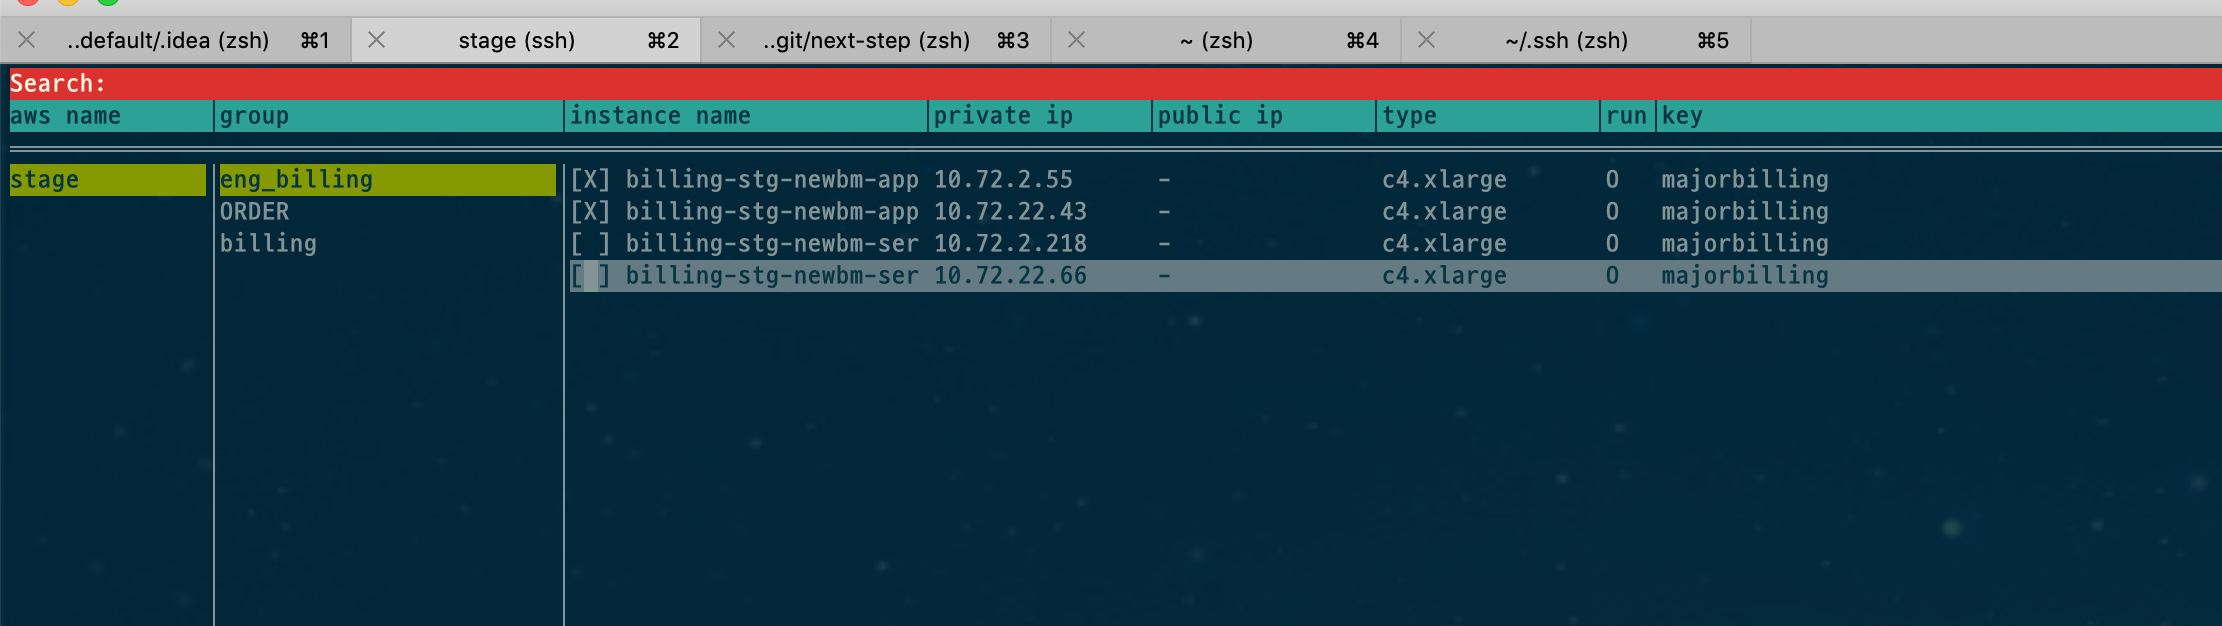 ..default/.idea (zsh) ⌘1 stage (ssh) ⌘2 ..git/next-step (zsh) ⌘3 ~ (zsh) ⌘4 ~/.ssh (zsh) ⌘5
Search:
aws name group instance name private ip public ip type run key
stage eng_billing [X] billing-stg-newbm-app 10.72.2.55 - c4.xlarge O majorbilling
ORDER [X] billing-stg-newbm-app 10.72.22.43 - c4.xlarge O majorbilling
billing [ ] billing-stg-newbm-ser 10.72.2.218 - c4.xlarge O majorbilling
[ ] billing-stg-newbm-ser 10.72.22.66 - c4.xlarge O majorbilling